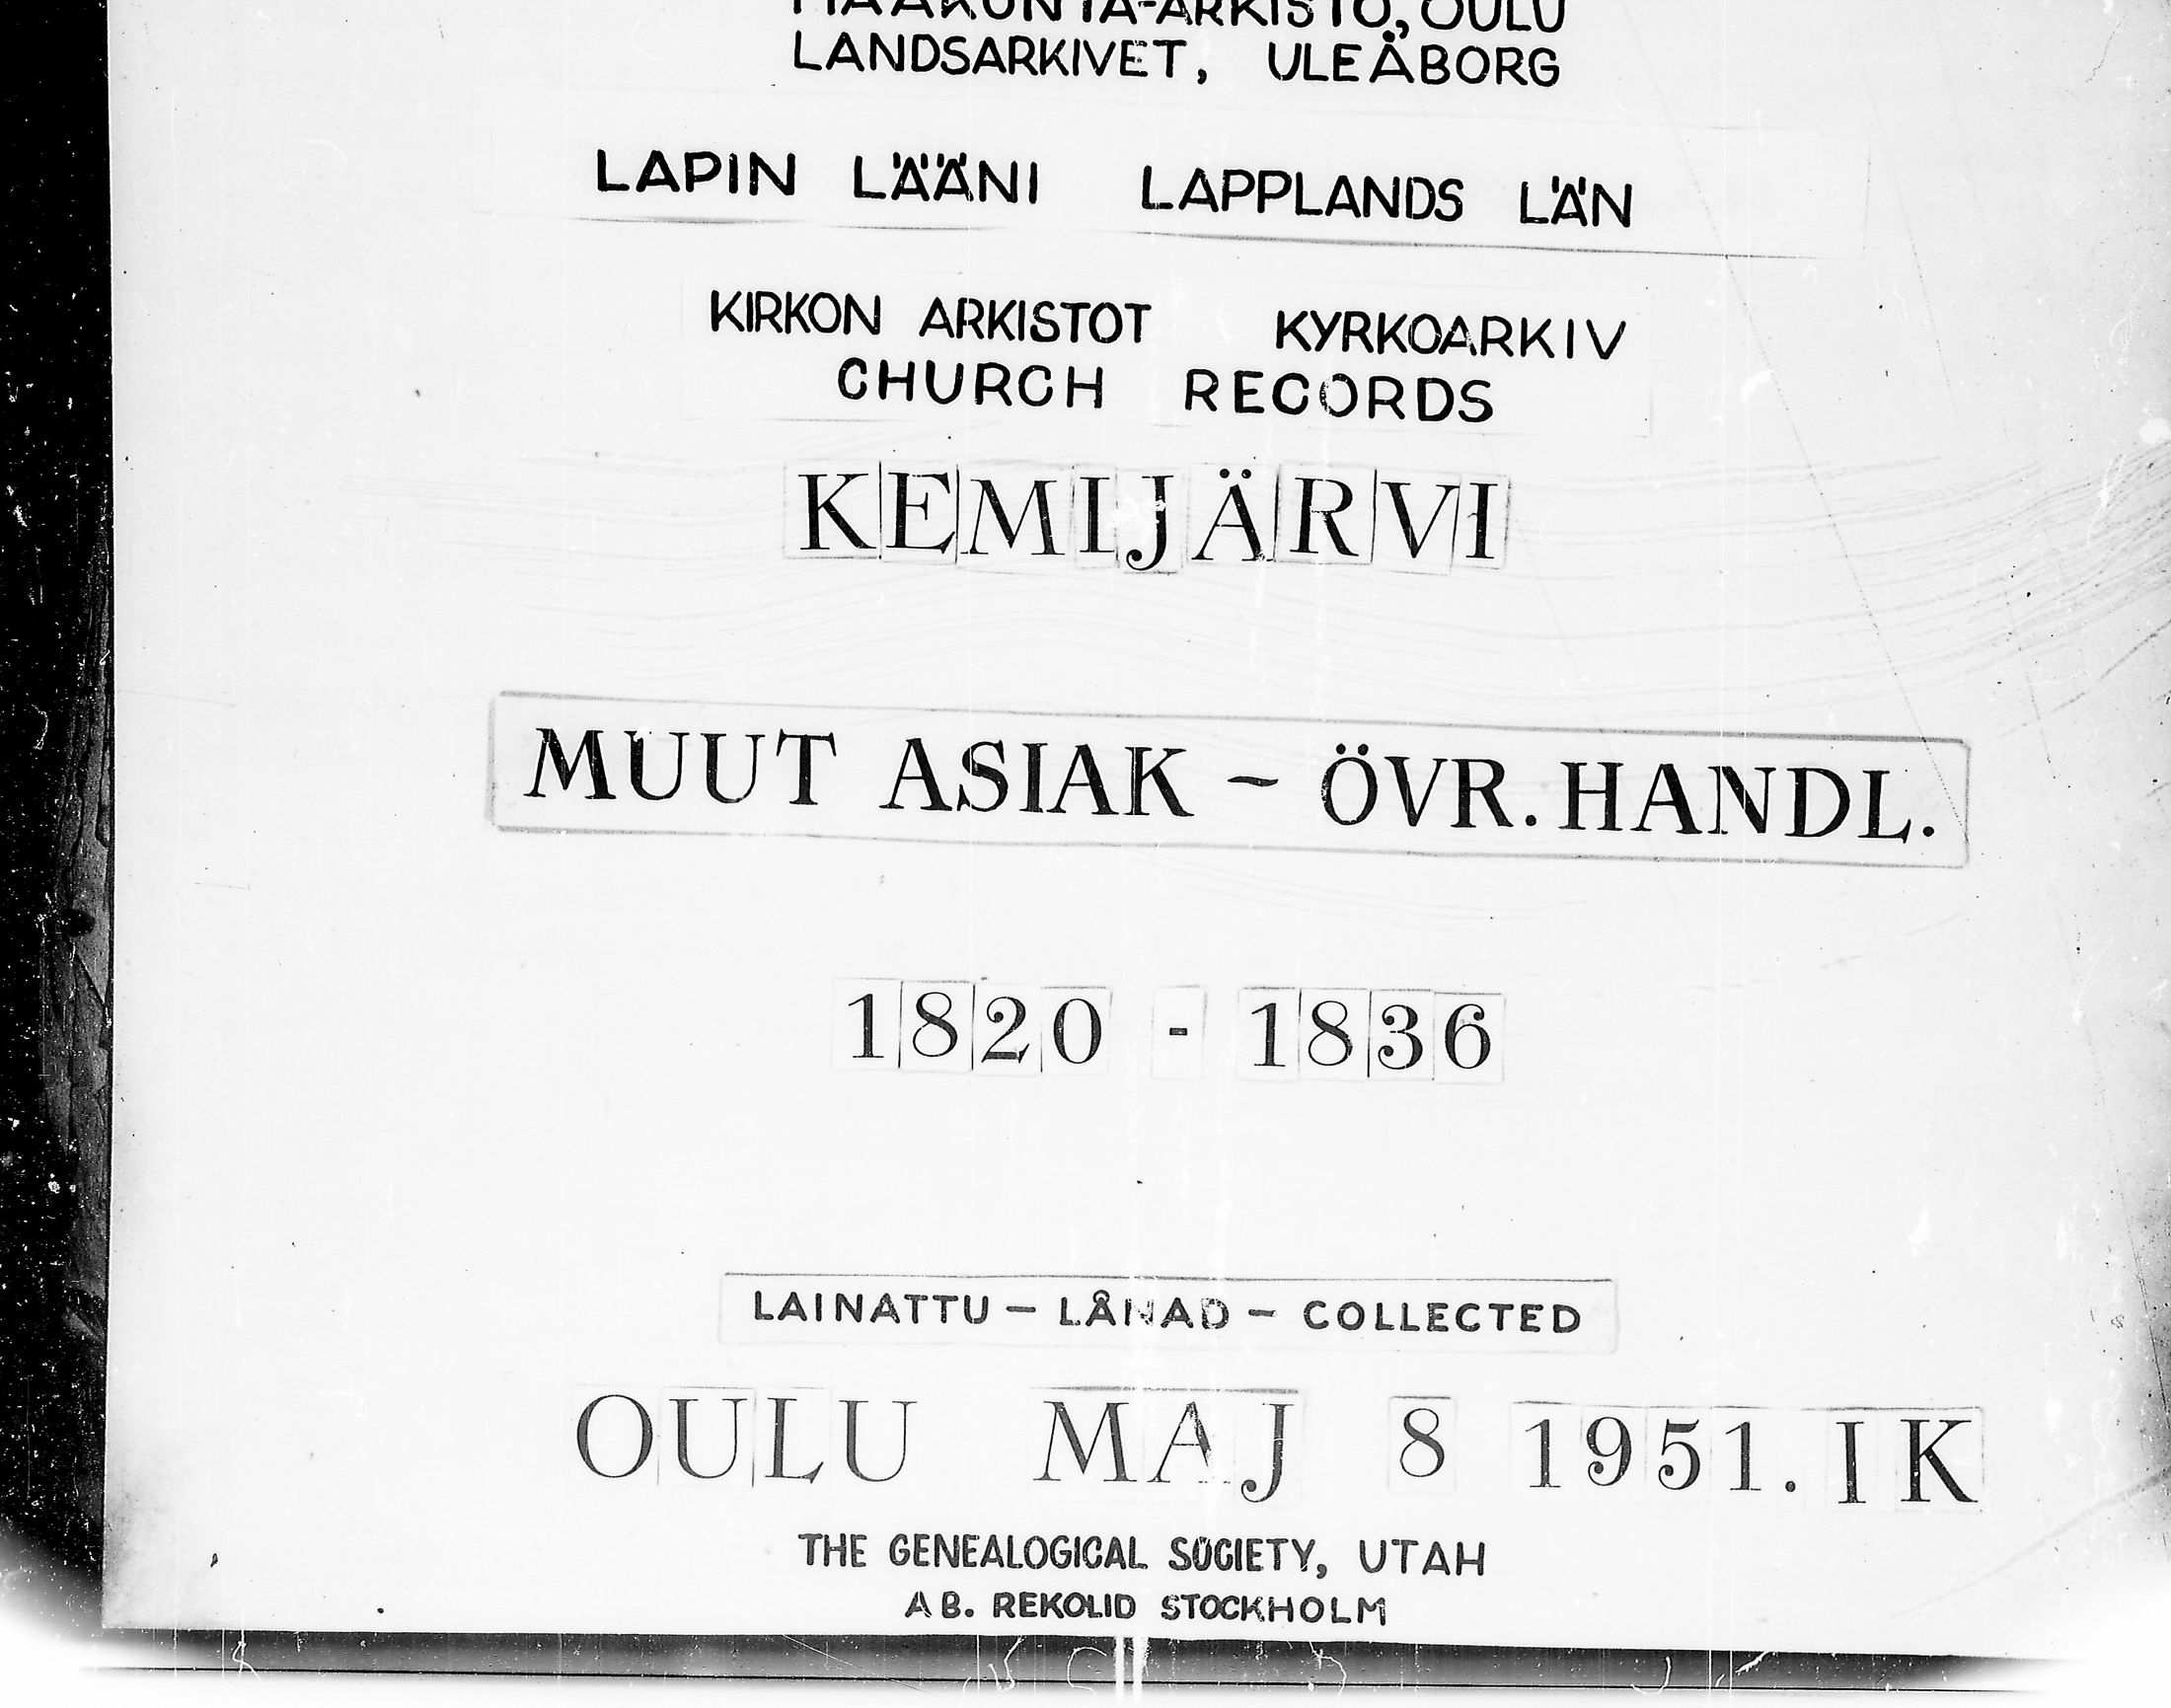 MAAKUNTA-ARKISTO, OULU
LANDSARKIVET, ULEÅBORG
LAPIN LÄÄNI LAPPLANDS LÄN
KIRKON ARKISTOT KYRKOARKIV
CHURCH RECORDS
KEMIJÄRVI
MUUT ASIAK - ÖVR. HANDL.
1820 - 1836
LAINATTU - LÅNAD - COLLECTED
OULU MAJ 8 1951. IK
THE GENEALOGICAL SOCIETY, UTAH
AB. REKOLID STOCKHOLM